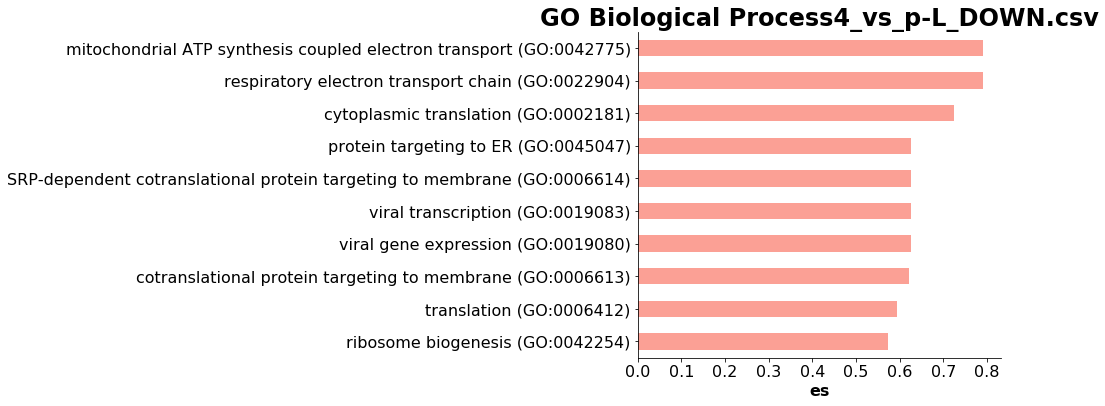 GO Biological Process4_vs_p-L_DOWN.csv
mitochondrial ATP synthesis coupled electron transport (GO:0042775)
respiratory electron transport chain (GO:0022904)
cytoplasmic translation (GO:0002181)
protein targeting to ER (GO:0045047)
SRP-dependent cotranslational protein targeting to membrane (GO:0006614)
viral transcription (GO:0019083)
viral gene expression (GO:0019080)
cotranslational protein targeting to membrane (GO:0006613)
translation (GO:0006412)
ribosome biogenesis (GO:0042254)
0.0 0.1 0.2 0.3 0.4 0.5 0.6 0.7 0.8
es